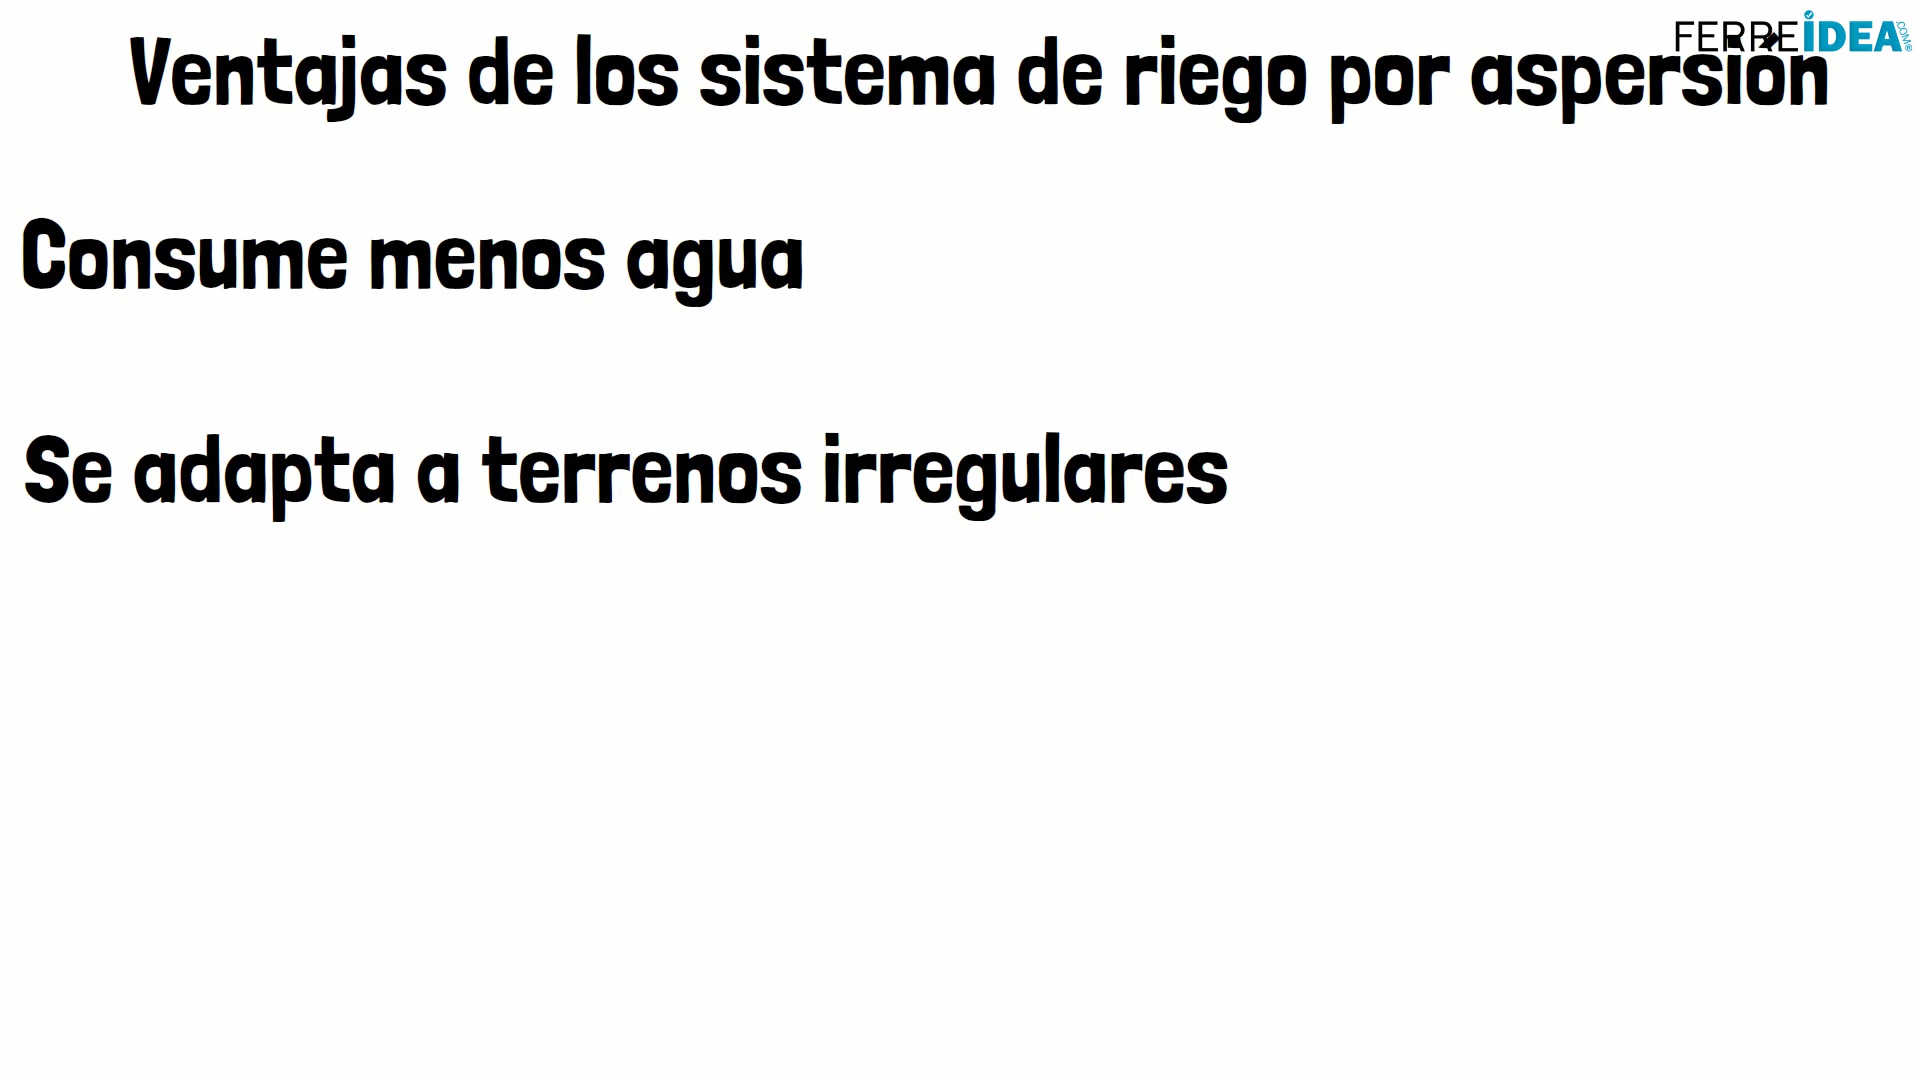 FERREIDEA.COM®
Ventajas de los sistema de riego por aspersión
Consume menos agua
Se adapta a terrenos irregulares